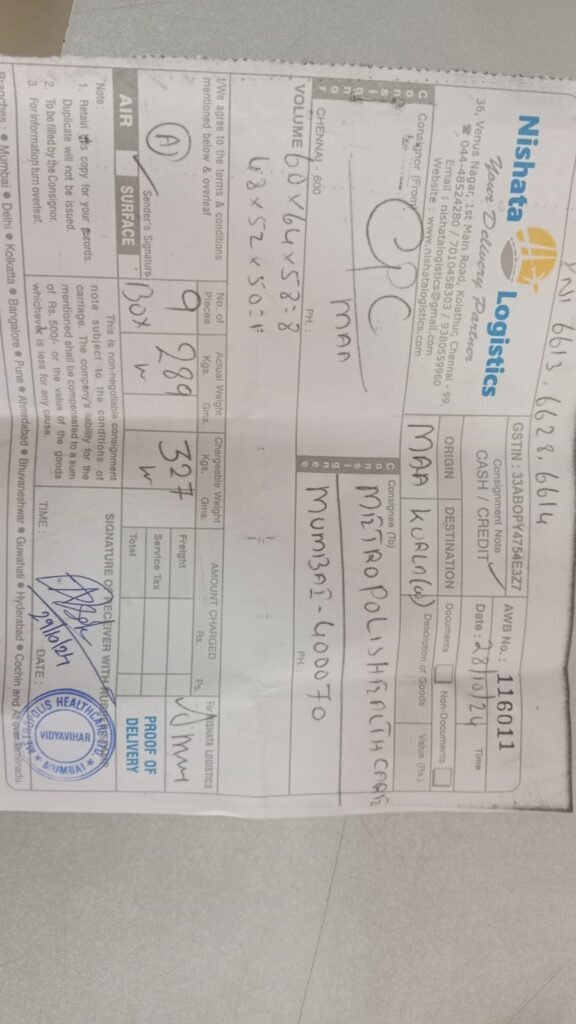 6613, 6628, 6614
Nishata Logistics
Your Delivery Partner
36, Venus Nagar, 1st Main Road, Kolathur, Chennai - 99.
☎ 044-48524280 / 7010458303 / 9380559960
Email : nishatalogistics@gmail.com
Website : www.nishatalogistics.com
GSTIN : 33ABOPY4754E3Z7
Consignment Note
CASH / CREDIT ✓
AWB No.: 116011
Date : 28/10/24 Time
ORIGIN
MAA
DESTINATION
KURLA(W)
Documents
Non-Documents
Description of Goods
Value (Rs.)
Consignor
Consignor (From)
CPC
MAA
CHENNAI : 600
PH.:
Consignee
Consignee (To)
METROPOLIS HEALTH CARE
MUMBAI - 400070
PH.:
VOLUME 60 x 64 x 58 = 8
48 x 52 x 50 = 1
I/We agree to the terms & conditions
mentioned below & overleaf
Sender's Signature
AIR SURFACE
No. of Pieces
9
BOX
Actual Weight
Kgs. Gms.
289
Chargeable Weight
Kgs. Gms.
327
AMOUNT CHARGED
Rs. Ps.
Freight
Service Tax
Total
For NISHATA LOGISTICS
PROOF OF
DELIVERY
Note:
1. Retain this copy for your records.
Duplicate will not be issued.
2. To be filled by the Consignor.
3. For information turn overleaf.
This is non-negotiable consignment
note subject to the conditions of
carriage. The company's liability for the
mentioned shall be compensated to a sum
of Rs. 500/- or the value of the goods
whichever is less for any cause.
SIGNATURE OF RECEIVER WITH
29/10/24
TIME : DATE :
HEALTHCARE
VIDYAVIHAR
MUMBAI
Branches : ● Mumbai ● Delhi ● Kolkatta ● Bangalore ● Pune ● Ahmedabad ● Bhuvaneshwar ● Guwahati ● Hyderabad ● Cochin and All over Tamilnadu.